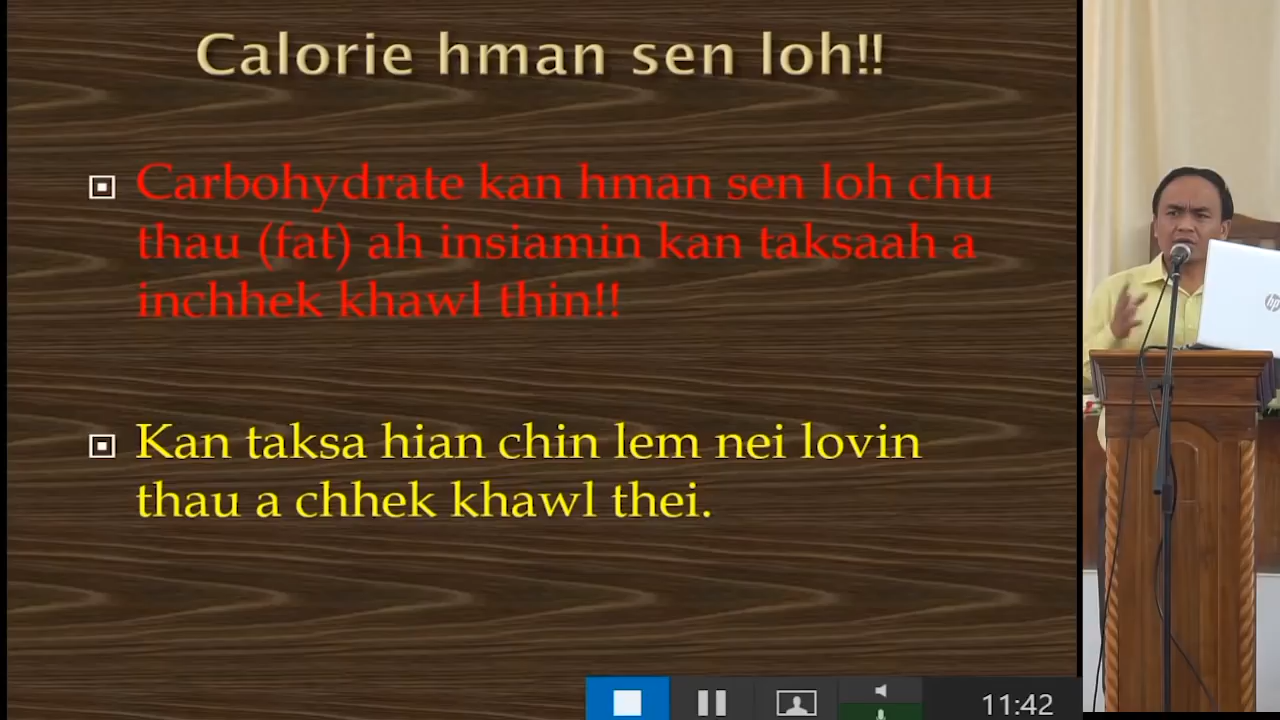 Calorie hman sen loh!!
Carbohydrate kan hman sen loh chu
thau (fat) ah insiamin kan taksaah a
inchhek khawl thin!!
Kan taksa hian chin lem nei lovin
thau a chhek khawl thei.
hp
11:42